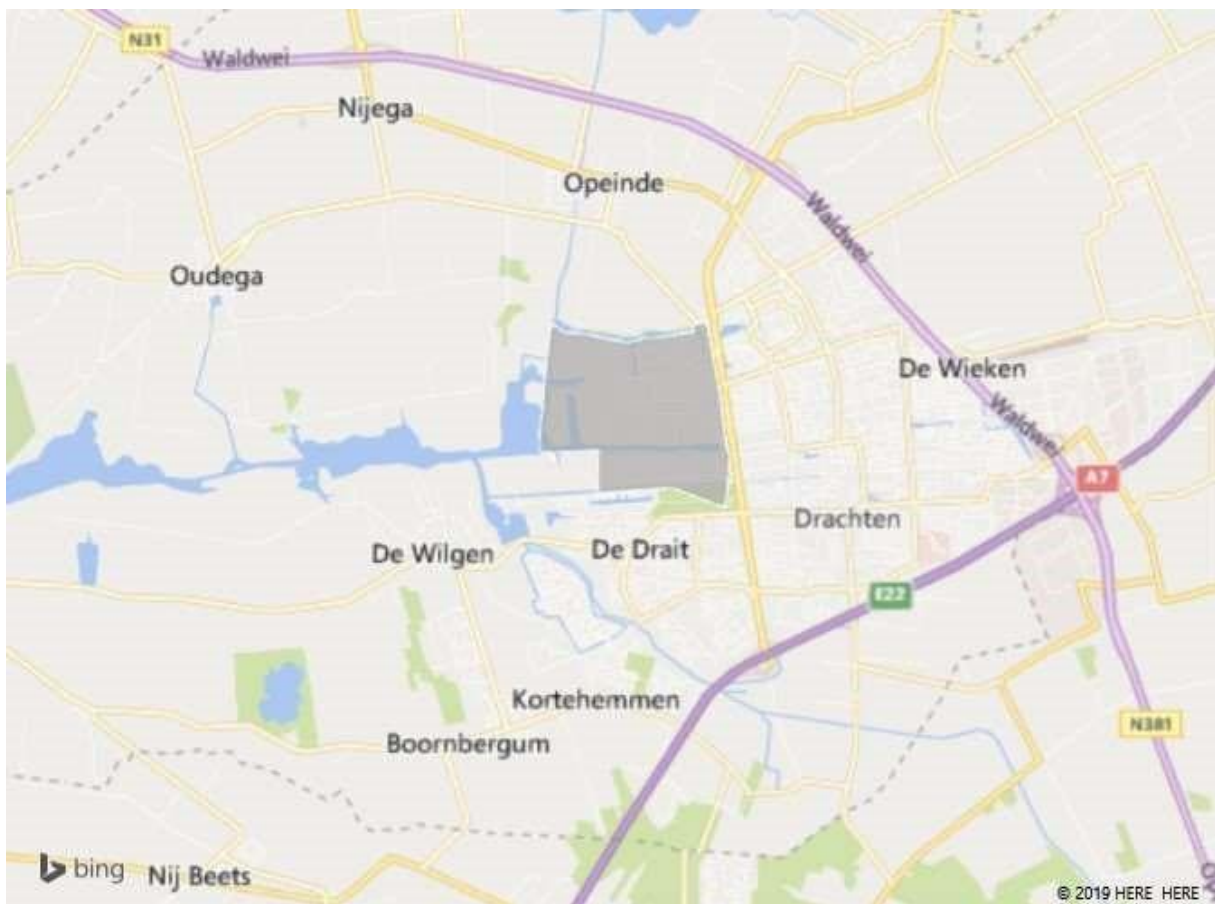 N31
Waldwei
Nijega
Opeinde
Waldwei
Oudega
De Wieken
Waldwei
A7
Drachten
De Wilgen
De Drait
E22
Kortehemmen
N381
Boornbergum
bing
Nij Beets
© 2019 HERE HERE